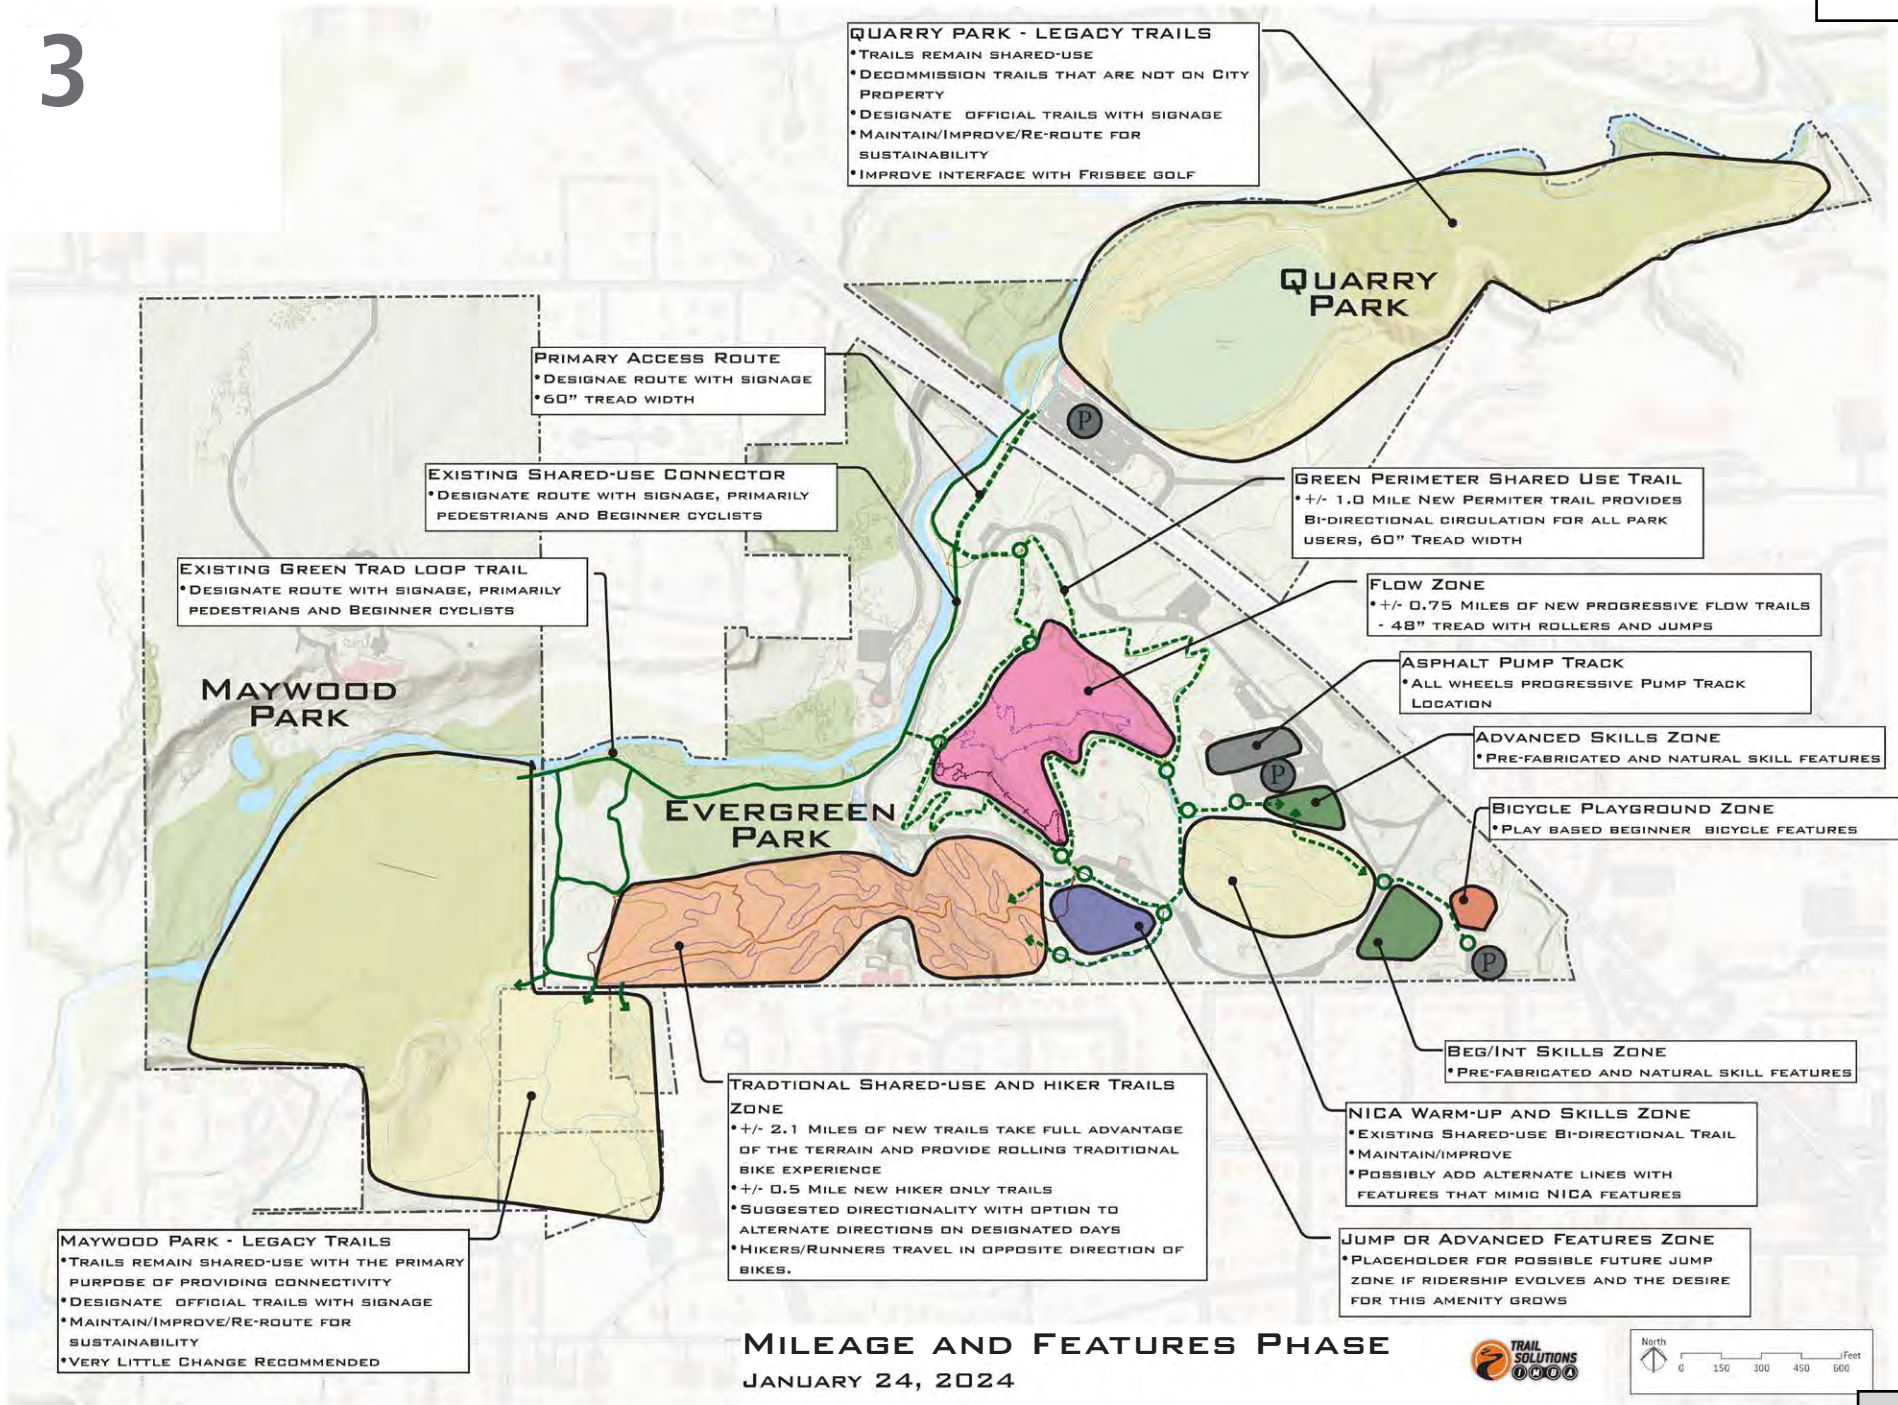 3
QUARRY PARK - LEGACY TRAILS
•TRAILS REMAIN SHARED-USE
•DECOMMISSION TRAILS THAT ARE NOT ON CITY
PROPERTY
•DESIGNATE OFFICIAL TRAILS WITH SIGNAGE
•MAINTAIN/IMPROVE/RE-ROUTE FOR
SUSTAINABILITY
•IMPROVE INTERFACE WITH FRISBEE GOLF
QUARRY
PARK
PRIMARY ACCESS ROUTE
•DESIGNAE ROUTE WITH SIGNAGE
•60” TREAD WIDTH
P
EXISTING SHARED-USE CONNECTOR
•DESIGNATE ROUTE WITH SIGNAGE, PRIMARILY
PEDESTRIANS AND BEGINNER CYCLISTS
GREEN PERIMETER SHARED USE TRAIL
•+/- 1.0 MILE NEW PERMITER TRAIL PROVIDES
BI-DIRECTIONAL CIRCULATION FOR ALL PARK
USERS, 60” TREAD WIDTH
EXISTING GREEN TRAD LOOP TRAIL
•DESIGNATE ROUTE WITH SIGNAGE, PRIMARILY
PEDESTRIANS AND BEGINNER CYCLISTS
FLOW ZONE
•+/- 0.75 MILES OF NEW PROGRESSIVE FLOW TRAILS
- 48” TREAD WITH ROLLERS AND JUMPS
ASPHALT PUMP TRACK
•ALL WHEELS PROGRESSIVE PUMP TRACK
LOCATION
MAYWOOD
PARK
ADVANCED SKILLS ZONE
•PRE-FABRICATED AND NATURAL SKILL FEATURES
P
EVERGREEN
PARK
BICYCLE PLAYGROUND ZONE
•PLAY BASED BEGINNER BICYCLE FEATURES
P
BEG/INT SKILLS ZONE
•PRE-FABRICATED AND NATURAL SKILL FEATURES
TRADTIONAL SHARED-USE AND HIKER TRAILS
ZONE
•+/- 2.1 MILES OF NEW TRAILS TAKE FULL ADVANTAGE
OF THE TERRAIN AND PROVIDE ROLLING TRADITIONAL
BIKE EXPERIENCE
•+/- 0.5 MILE NEW HIKER ONLY TRAILS
•SUGGESTED DIRECTIONALITY WITH OPTION TO
ALTERNATE DIRECTIONS ON DESIGNATED DAYS
•HIKERS/RUNNERS TRAVEL IN OPPOSITE DIRECTION OF
BIKES.
NICA WARM-UP AND SKILLS ZONE
•EXISTING SHARED-USE BI-DIRECTIONAL TRAIL
•MAINTAIN/IMPROVE
•POSSIBLY ADD ALTERNATE LINES WITH
FEATURES THAT MIMIC NICA FEATURES
MAYWOOD PARK - LEGACY TRAILS
•TRAILS REMAIN SHARED-USE WITH THE PRIMARY
PURPOSE OF PROVIDING CONNECTIVITY
•DESIGNATE OFFICIAL TRAILS WITH SIGNAGE
•MAINTAIN/IMPROVE/RE-ROUTE FOR
SUSTAINABILITY
•VERY LITTLE CHANGE RECOMMENDED
JUMP OR ADVANCED FEATURES ZONE
•PLACEHOLDER FOR POSSIBLE FUTURE JUMP
ZONE IF RIDERSHIP EVOLVES AND THE DESIRE
FOR THIS AMENITY GROWS
MILEAGE AND FEATURES PHASE
JANUARY 24, 2024
TRAIL
SOLUTIONS
IMBA
North
Feet
0 150 300 450 600